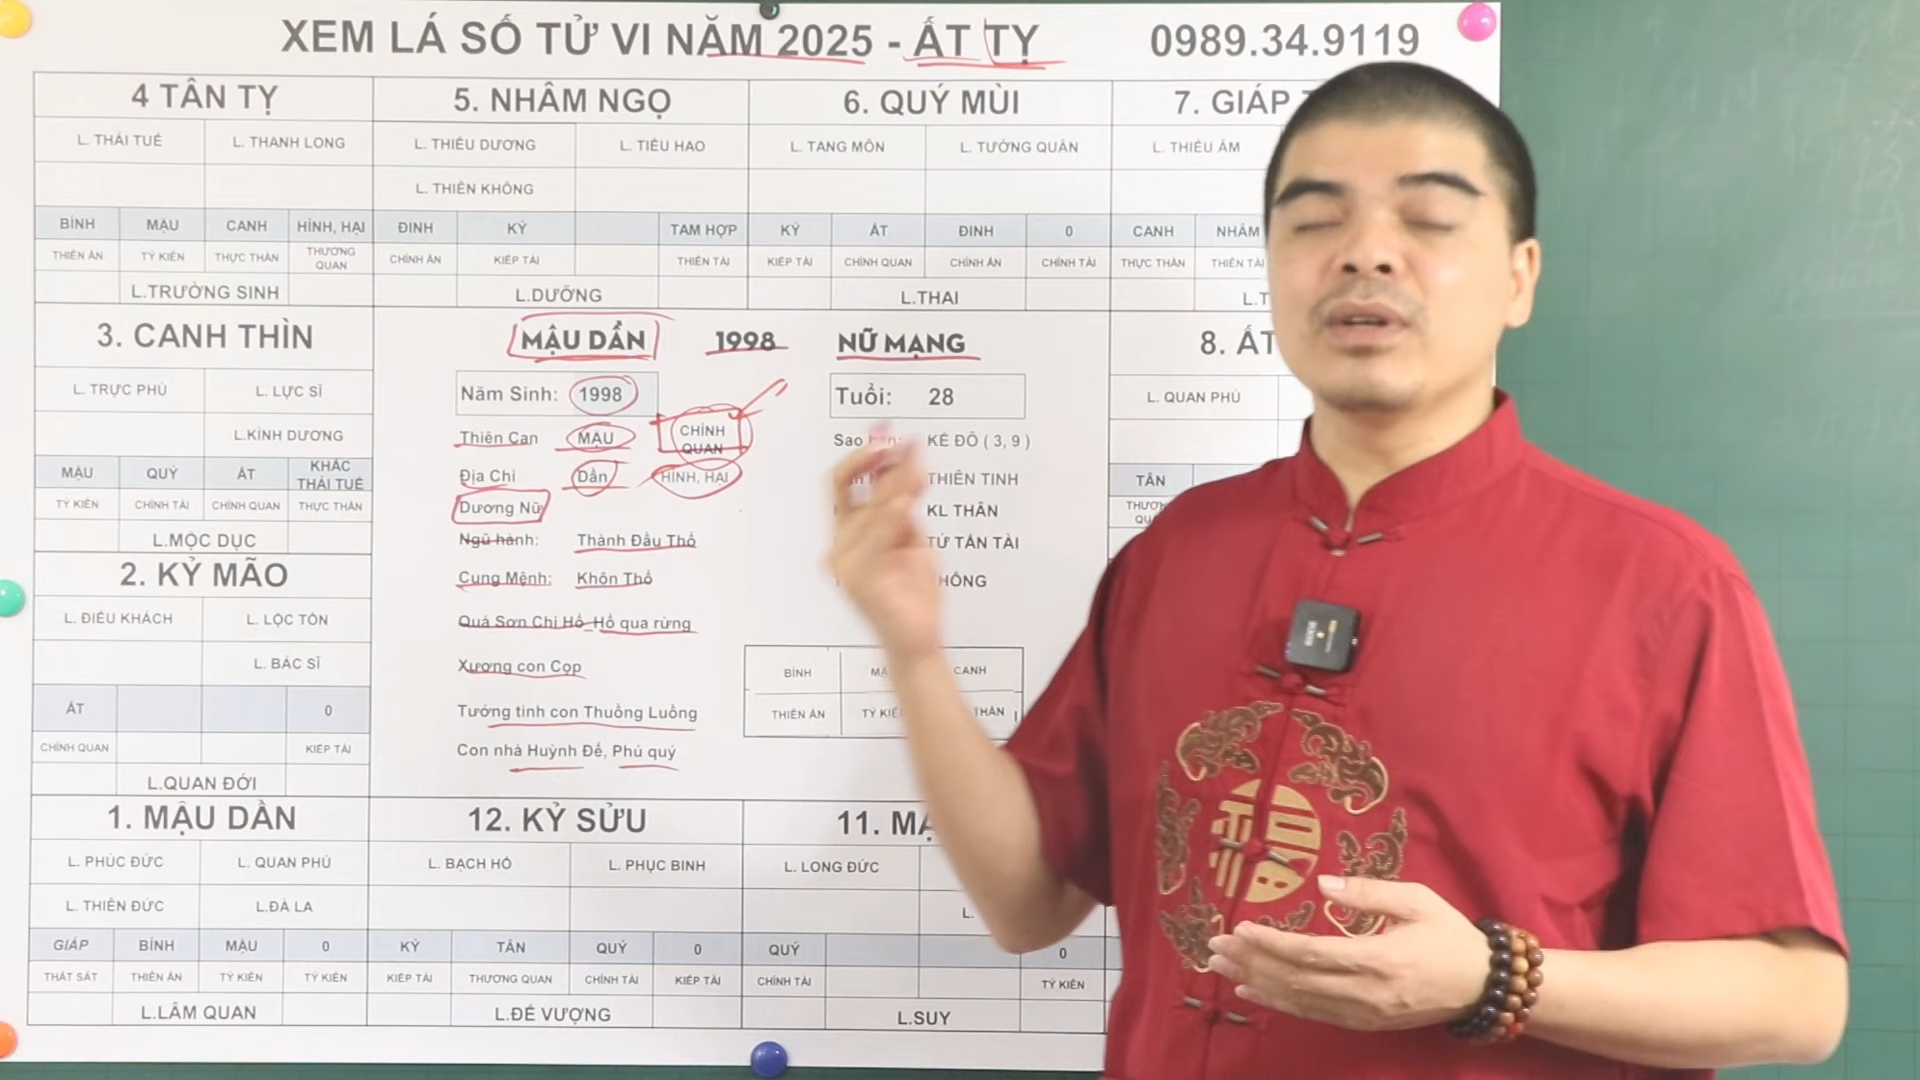 XEM LÁ SỐ TỬ VI NĂM 2025 - ẤT TỴ 0989.34.9119
4 TÂN TỴ 5. NHÂM NGỌ 6. QUÝ MÙI 7. GIÁP
L. THÁI TUẾ L. THANH LONG L. THIẾU DƯƠNG L. TIỂU HAO L. TANG MÔN L. TƯỚNG QUÂN L. THIẾU ÂM
L. THIÊN KHÔNG
BÍNH MẬU CANH HÌNH, HẠI ĐINH KỶ TAM HỢP KỶ ẤT ĐINH 0 CANH NHÂM
THIÊN ẤN TỶ KIÊN THỰC THẦN THƯƠNG QUAN CHÍNH ẤN KIẾP TÀI THIÊN TÀI KIẾP TÀI CHÍNH QUAN CHÍNH ẤN CHÍNH TÀI THỰC THẦN THIÊN TÀI
L.TRƯỜNG SINH L.DƯỠNG L.THAI L.T
3. CANH THÌN MẬU DẦN 1998 NỮ MẠNG 8. ẤT
L. TRỰC PHÙ L. LỰC SĨ Năm Sinh: 1998 Tuổi: 28 L. QUAN PHÙ
L.KÌNH DƯƠNG Thiên Can MẬU CHÍNH QUAN Sao KẾ ĐÔ ( 3, 9 )
MẬU QUÝ ẤT KHẮC THÁI TUẾ Địa Chi Dần HÌNH, HẠI THIÊN TINH TÂN
TỶ KIÊN CHÍNH TÀI CHÍNH QUAN THỰC THẦN Dương Nữ KL THÂN
L.MỘC DỤC Ngũ hành: Thành Đầu Thổ TỨ TẤN TÀI
2. KỶ MÃO Cung Mệnh: Khôn Thổ HÔNG
L. ĐIẾU KHÁCH L. LỘC TỒN Quá Sơn Chi Hổ_Hổ qua rừng
L. BÁC SĨ Xương con Cọp BÍNH CANH
ẤT 0 Tướng tinh con Thuồng Luồng THIÊN ẤN TỶ KIÊN THẦN
CHÍNH QUAN KIẾP TÀI Con nhà Huỳnh Đế, Phú quý
L.QUAN ĐỚI
1. MẬU DẦN 12. KỶ SỬU 11. MẬ
L. PHÚC ĐỨC L. QUAN PHỦ L. BẠCH HỔ L. PHỤC BINH L. LONG ĐỨC
L. THIÊN ĐỨC L.ĐÀ LA L.
GIÁP BÍNH MẬU 0 KỶ TÂN QUÝ 0 QUÝ 0
THẤT SÁT THIÊN ẤN TỶ KIÊN TỶ KIÊN KIẾP TÀI THƯƠNG QUAN CHÍNH TÀI KIẾP TÀI CHÍNH TÀI TỶ KIÊN
L.LÂM QUAN L.ĐẾ VƯỢNG L.SUY